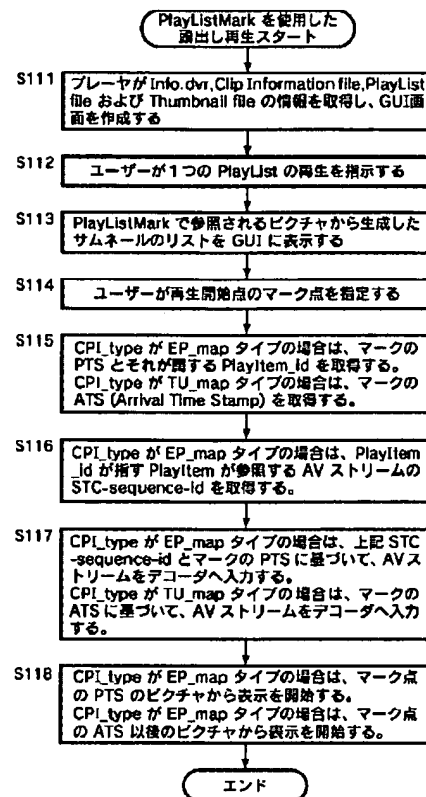 PlayListMark を使用した
頭出し再生スタート
S111
プレーヤが Info.dvr,Clip Information file,PlayList
file および Thumbnail file の情報を取得し、GUI画
面を作成する
S112
ユーザーが1つの PlayList の再生を指示する
S113
PlayListMark で参照されるピクチャから生成した
サムネールのリストを GUI に表示する
S114
ユーザーが再生開始点のマーク点を指定する
S115
CPI_type が EP_map タイプの場合は、マークの
PTS とそれが属する PlayItem_id を取得する。
CPI_type が TU_map タイプの場合は、マークの
ATS (Arrival Time Stamp) を取得する。
S116
CPI_type が EP_map タイプの場合は、PlayItem
_id が指す PlayItem が参照する AV ストリームの
STC-sequence-id を取得する。
S117
CPI_type が EP_map タイプの場合は、上記 STC
-sequence-id とマークの PTS に基づいて、AVス
トリームをデコーダへ入力する。
CPI_type が TU_map タイプの場合は、マークの
ATS に基づいて、AV ストリームをデコーダへ入力
する。
S118
CPI_type が EP_map タイプの場合は、マーク点
の PTS のピクチャから表示を開始する。
CPI_type が EP_map タイプの場合は、マーク点
の ATS 以後のピクチャから表示を開始する。
エンド